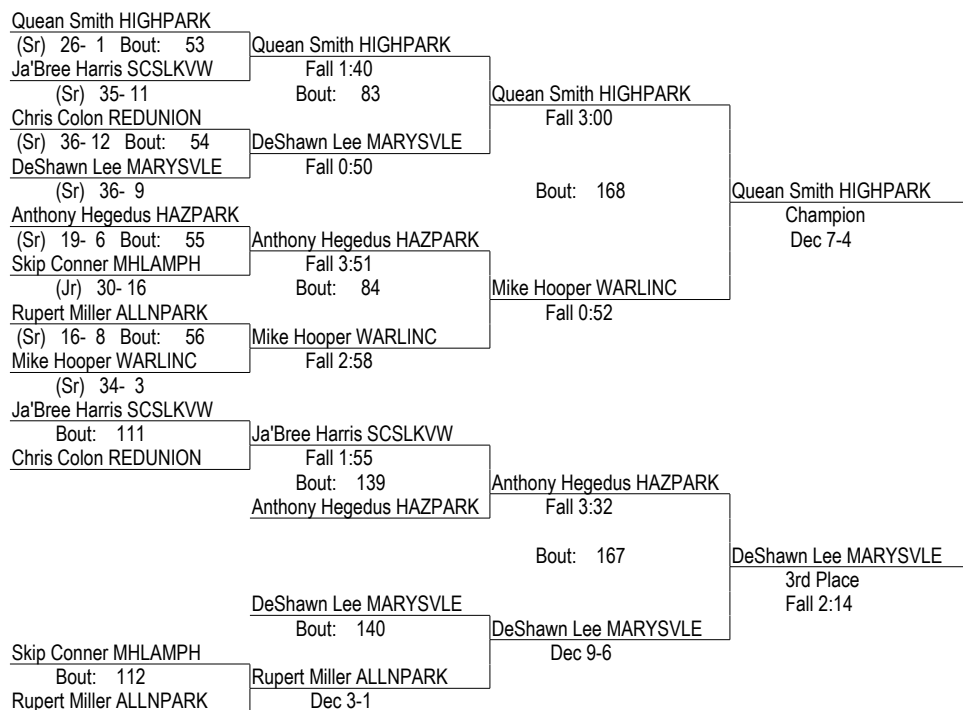 Quean Smith HIGHPARK
(Sr) 26- 1 Bout: 53 Quean Smith HIGHPARK
Ja'Bree Harris SCSLKVW Fall 1:40
(Sr) 35- 11 Bout: 83 Quean Smith HIGHPARK
Chris Colon REDUNION Fall 3:00
(Sr) 36- 12 Bout: 54 DeShawn Lee MARYSVLE
DeShawn Lee MARYSVLE Fall 0:50
(Sr) 36- 9 Bout: 168 Quean Smith HIGHPARK
Anthony Hegedus HAZPARK Champion
(Sr) 19- 6 Bout: 55 Anthony Hegedus HAZPARK Dec 7-4
Skip Conner MHLAMPH Fall 3:51
(Jr) 30- 16 Bout: 84 Mike Hooper WARLINC
Rupert Miller ALLNPARK Fall 0:52
(Sr) 16- 8 Bout: 56 Mike Hooper WARLINC
Mike Hooper WARLINC Fall 2:58
(Sr) 34- 3
Ja'Bree Harris SCSLKVW
Bout: 111 Ja'Bree Harris SCSLKVW
Chris Colon REDUNION Fall 1:55
Bout: 139 Anthony Hegedus HAZPARK
Anthony Hegedus HAZPARK Fall 3:32
Bout: 167 DeShawn Lee MARYSVLE
3rd Place
DeShawn Lee MARYSVLE Fall 2:14
Bout: 140 DeShawn Lee MARYSVLE
Skip Conner MHLAMPH Dec 9-6
Bout: 112 Rupert Miller ALLNPARK
Rupert Miller ALLNPARK Dec 3-1